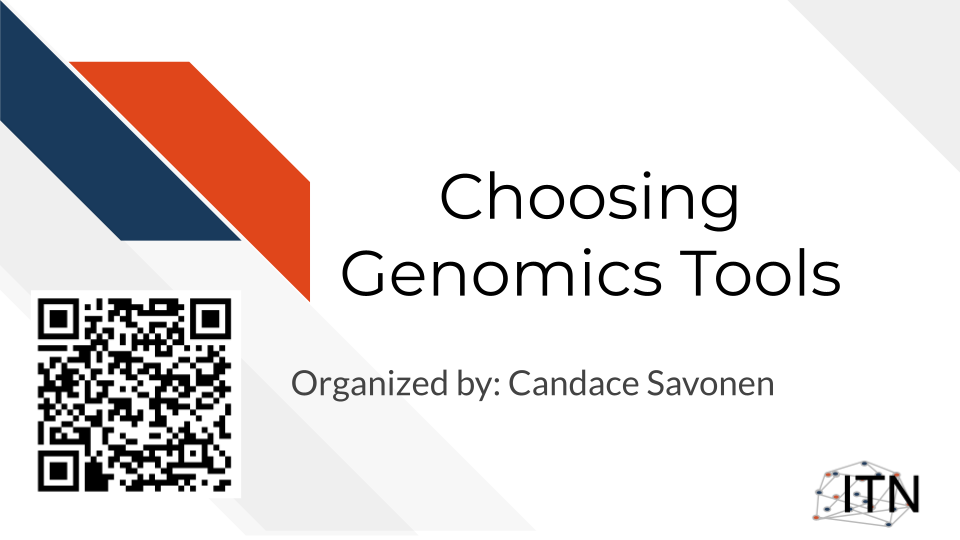 Choosing
Genomics Tools
Organized by: Candace Savonen
ITN